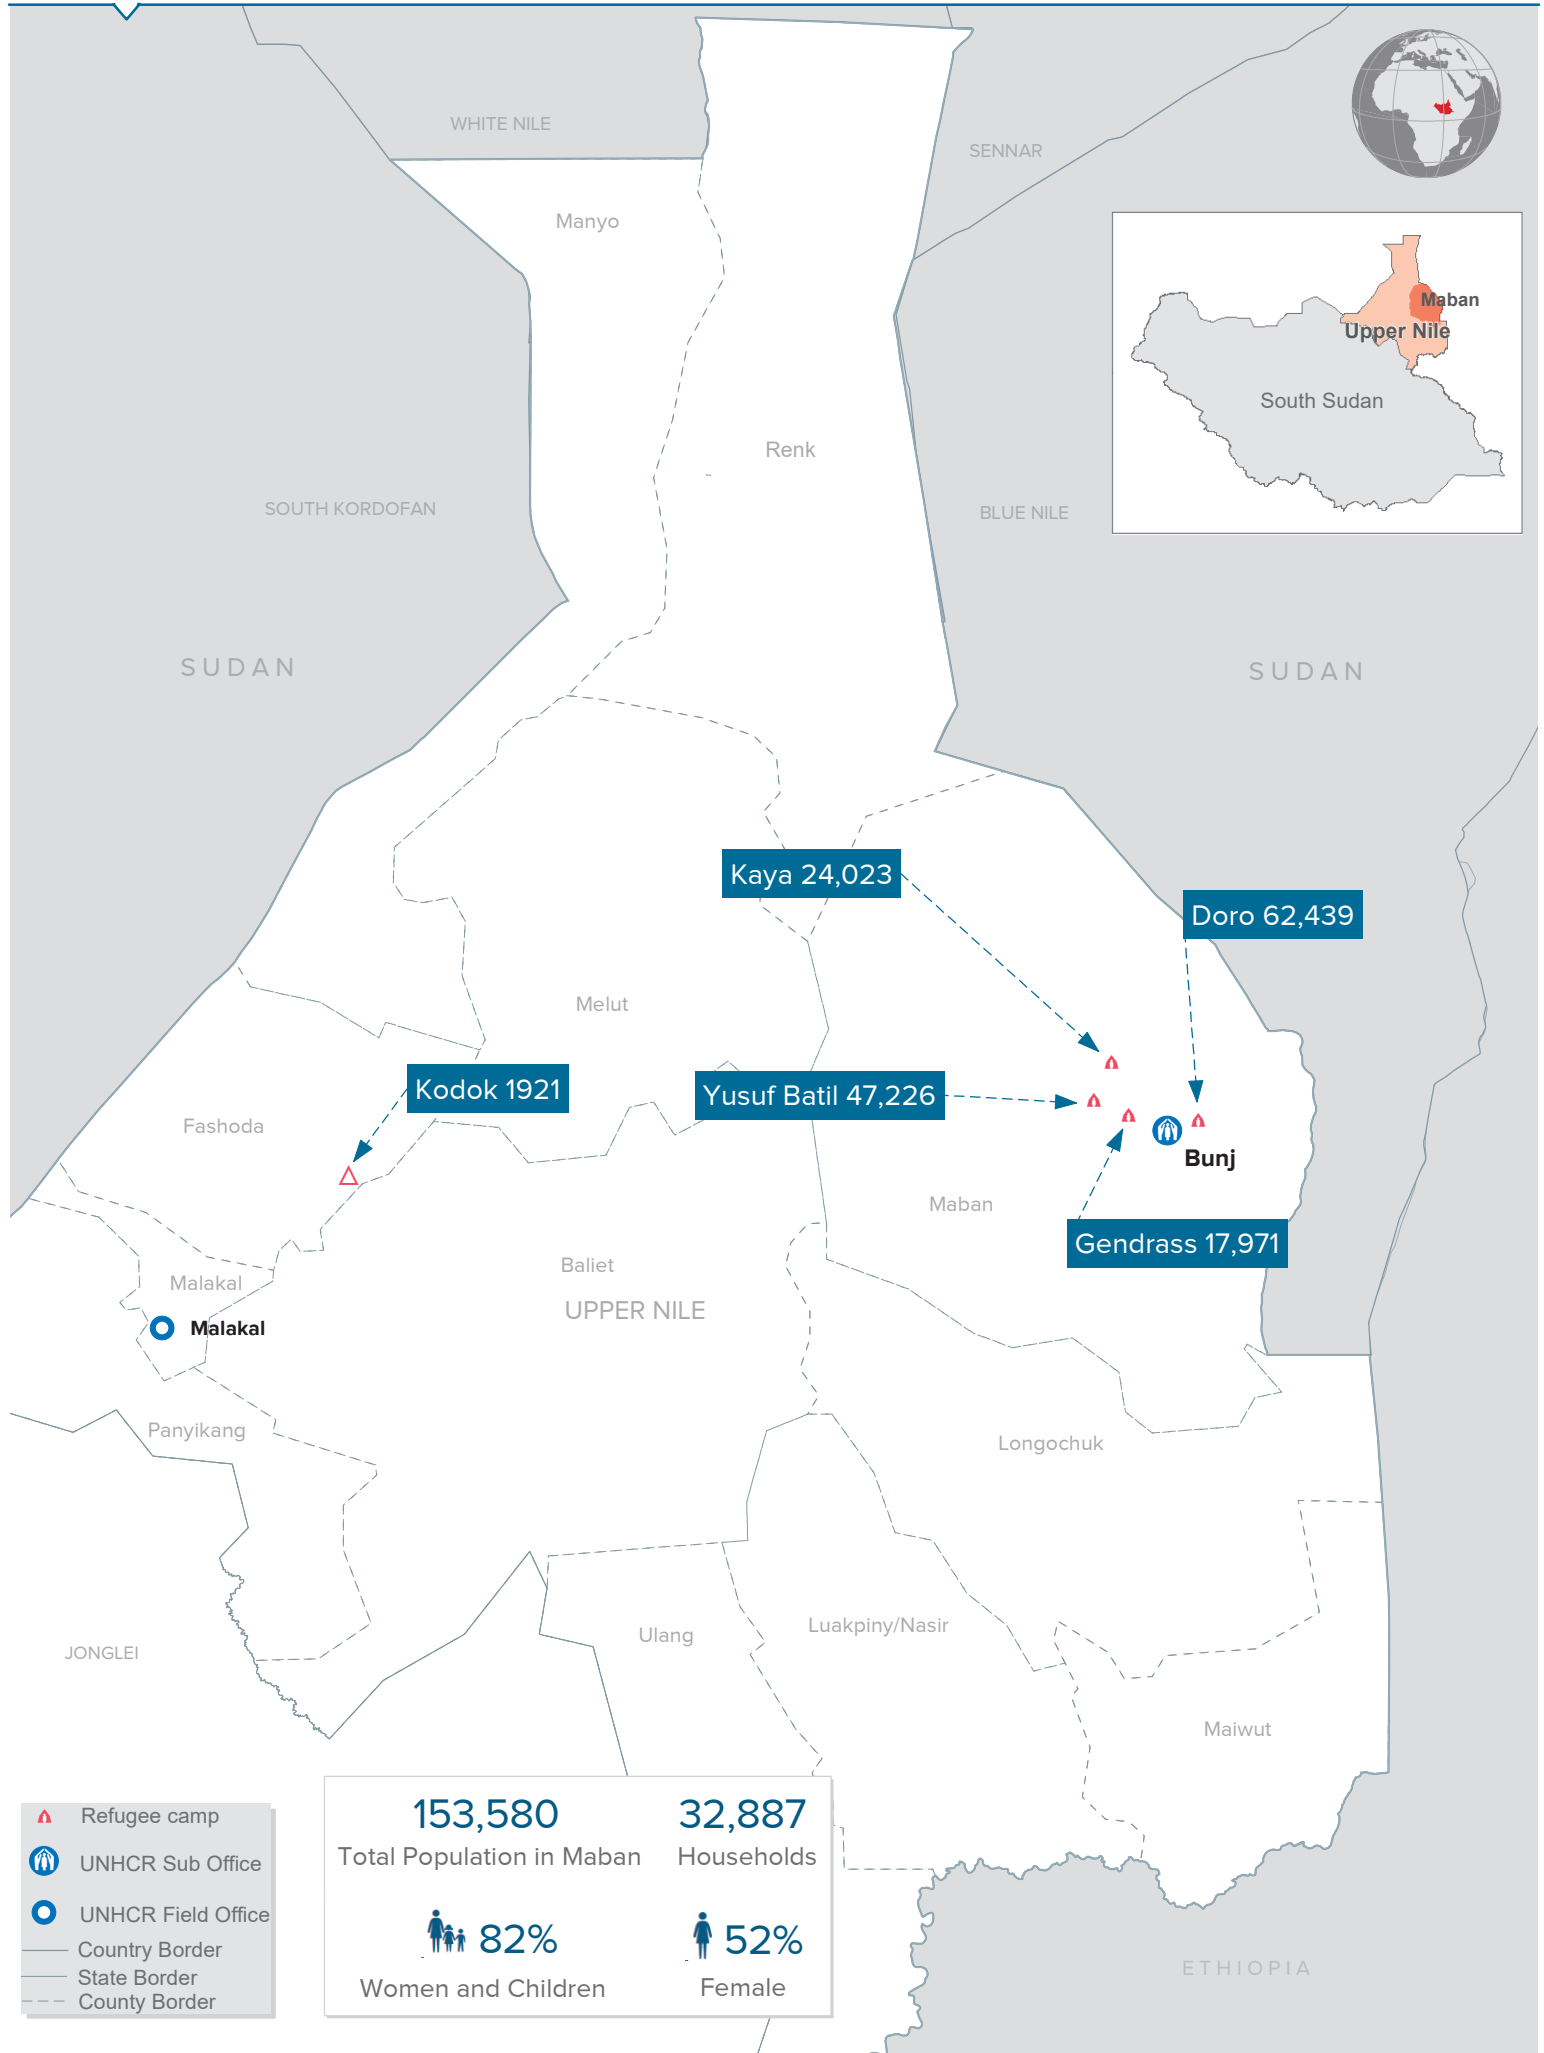 WHITE NILE
SENNAR
Manyo
Maban
Upper Nile
South Sudan
Renk
SOUTH KORDOFAN
BLUE NILE
SUDAN
SUDAN
Kaya 24,023
Doro 62,439
Melut
Kodok 1921
Yusuf Batil 47,226
Fashoda
Bunj
Maban
Gendrass 17,971
Baliet
Malakal
UPPER NILE
Malakal
Panyikang
Longochuk
Luakpiny/Nasir
Ulang
JONGLEI
Maiwut
153,580
Total Population in Maban
32,887
Households
82%
Women and Children
52%
Female
Refugee camp
UNHCR Sub Office
UNHCR Field Office
Country Border
State Border
County Border
ETHIOPIA